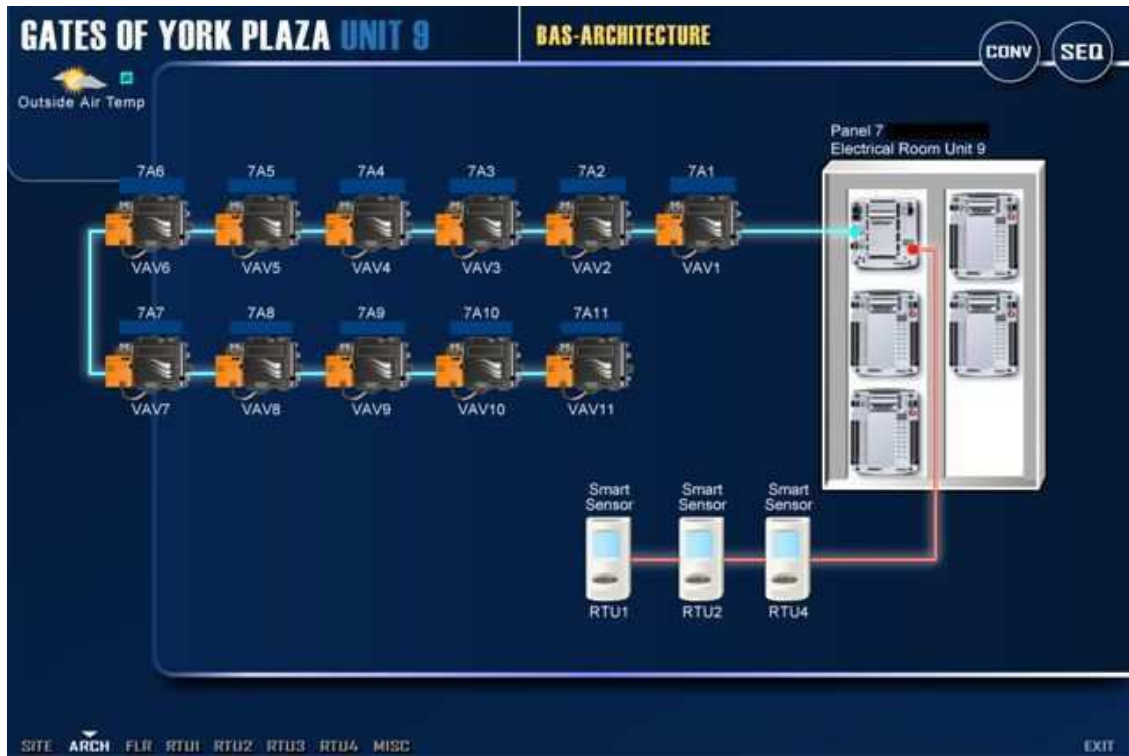 GATES OF YORK PLAZA UNIT 9
BAS-ARCHITECTURE
CONV
SEQ
Outside Air Temp
Panel 7
Electrical Room Unit 9
7A6 7A5 7A4 7A3 7A2 7A1
VAV6 VAV5 VAV4 VAV3 VAV2 VAV1
7A7 7A8 7A9 7A10 7A11
VAV7 VAV8 VAV9 VAV10 VAV11
Smart Smart Smart
Sensor Sensor Sensor
RTU1 RTU2 RTU4
SITE ARCH FLR RTU1 RTU2 RTU3 RTU4 MISC EXIT